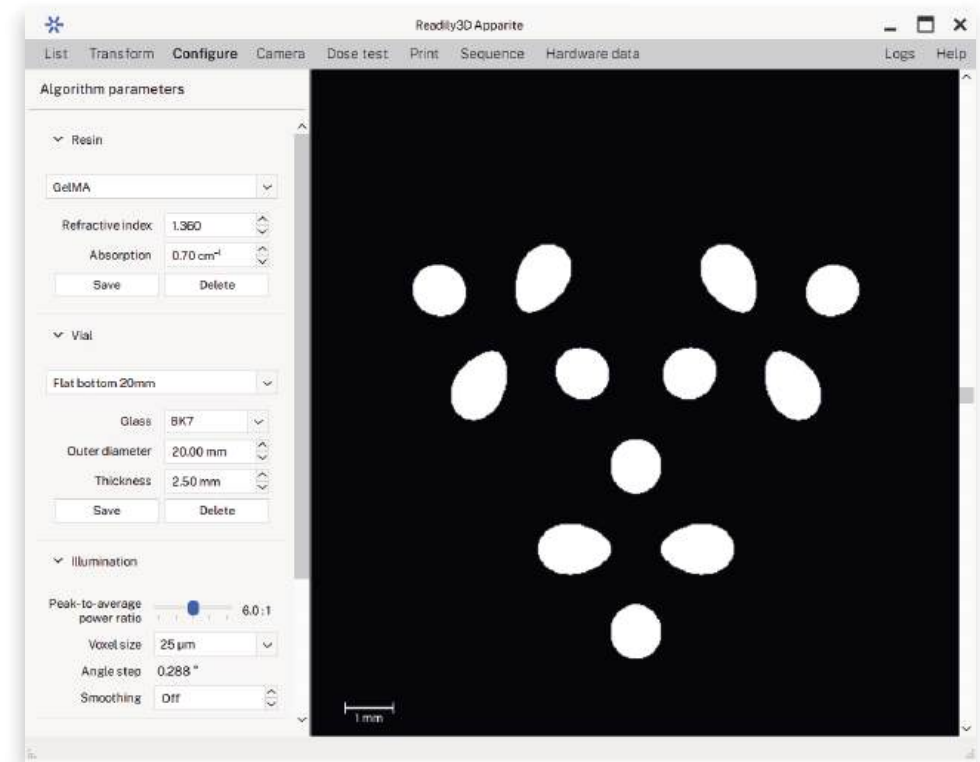 Readily3D Apparite
List Transform Configure Camera Dose test Print Sequence Hardware data Logs Help
Algorithm parameters
Resin
GelMA
Refractive index 1.360
Absorption 0.70 cm⁻¹
Save Delete
Vial
Flat bottom 20mm
Glass BK7
Outer diameter 20.00 mm
Thickness 2.50 mm
Save Delete
Illumination
Peak-to-average
power ratio 6.0:1
Voxel size 25 µm
Angle step 0.288 °
Smoothing Off
1 mm